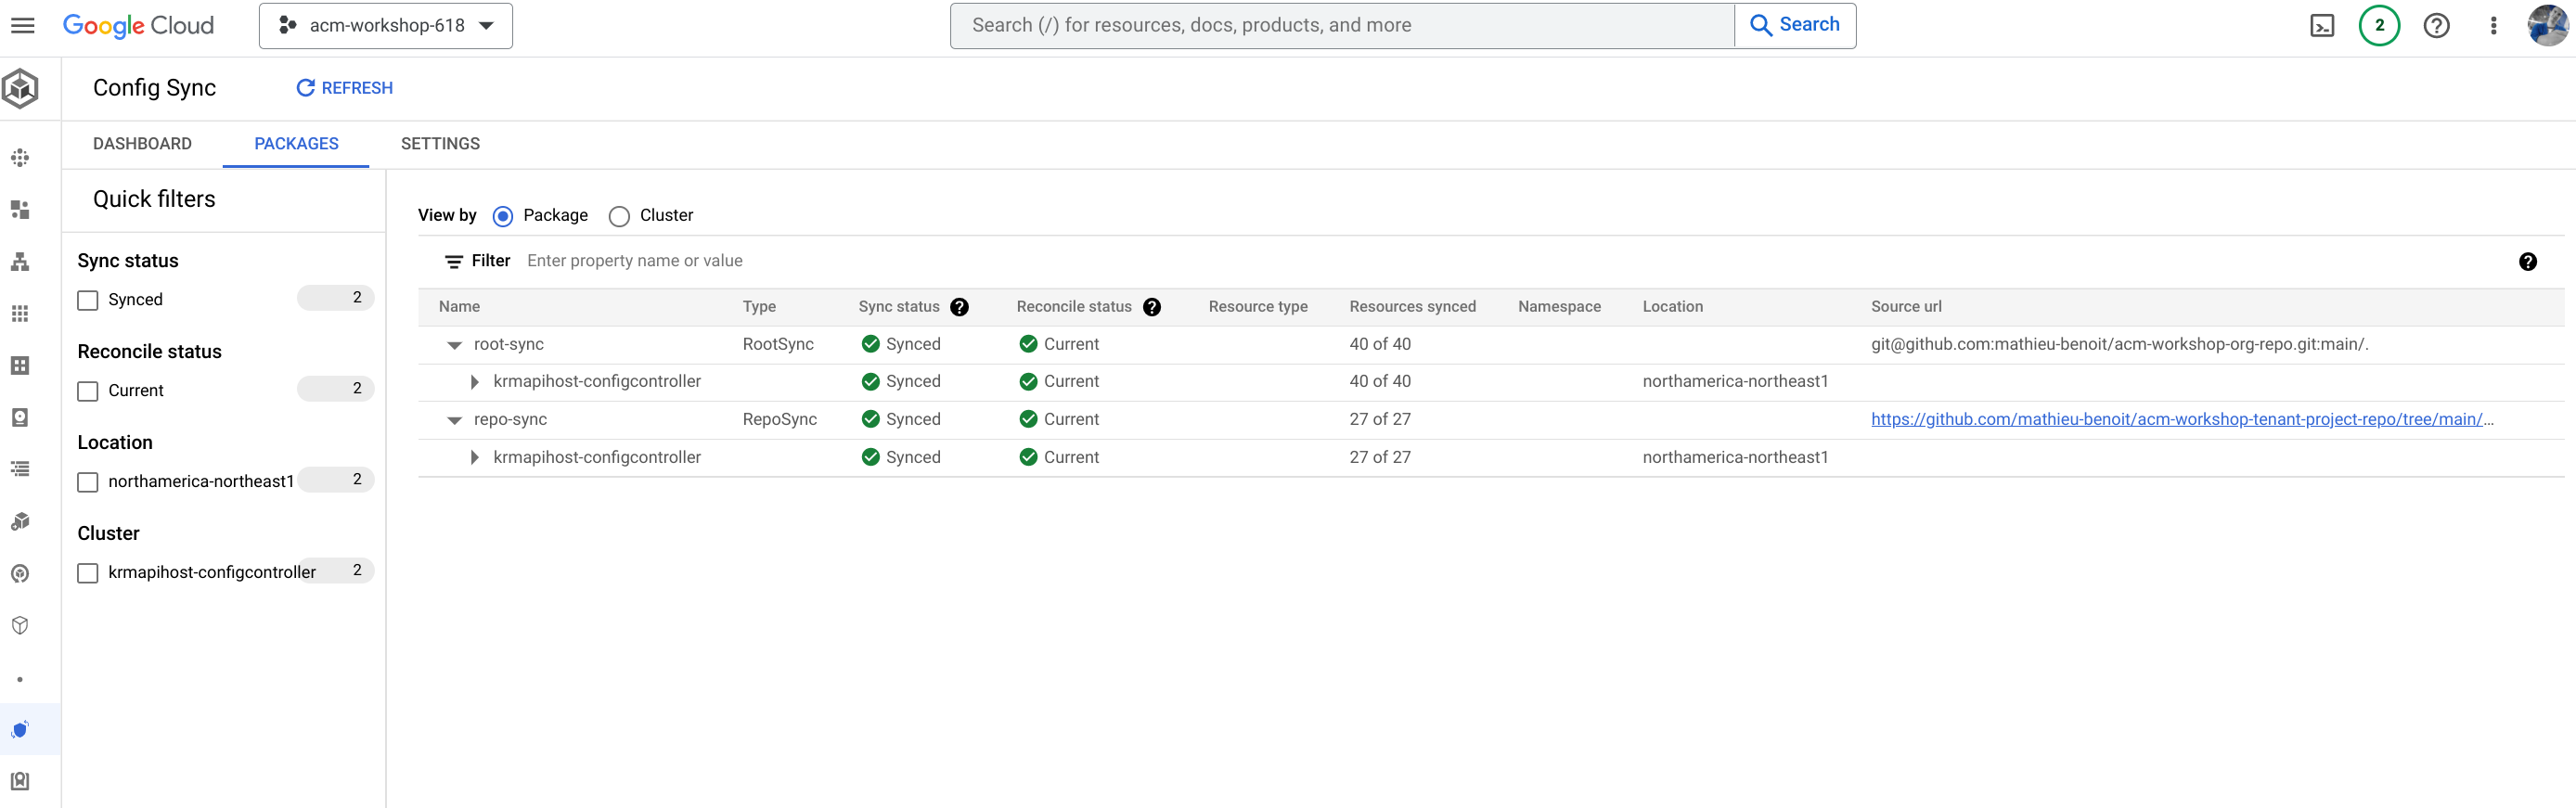 Google Cloud acm-workshop-618 Search (/) for resources, docs, products, and more Search 2
Config Sync REFRESH
DASHBOARD PACKAGES SETTINGS
Quick filters
Sync status
Synced 2
Reconcile status
Current 2
Location
northamerica-northeast1 2
Cluster
krmapihost-configcontroller 2
View by Package Cluster
Filter Enter property name or value
Name Type Sync status Reconcile status Resource type Resources synced Namespace Location Source url
root-sync RootSync Synced Current 40 of 40 git@github.com:mathieu-benoit/acm-workshop-org-repo.git:main/.
krmapihost-configcontroller Synced Current 40 of 40 northamerica-northeast1
repo-sync RepoSync Synced Current 27 of 27 https://github.com/mathieu-benoit/acm-workshop-tenant-project-repo/tree/main/...
krmapihost-configcontroller Synced Current 27 of 27 northamerica-northeast1